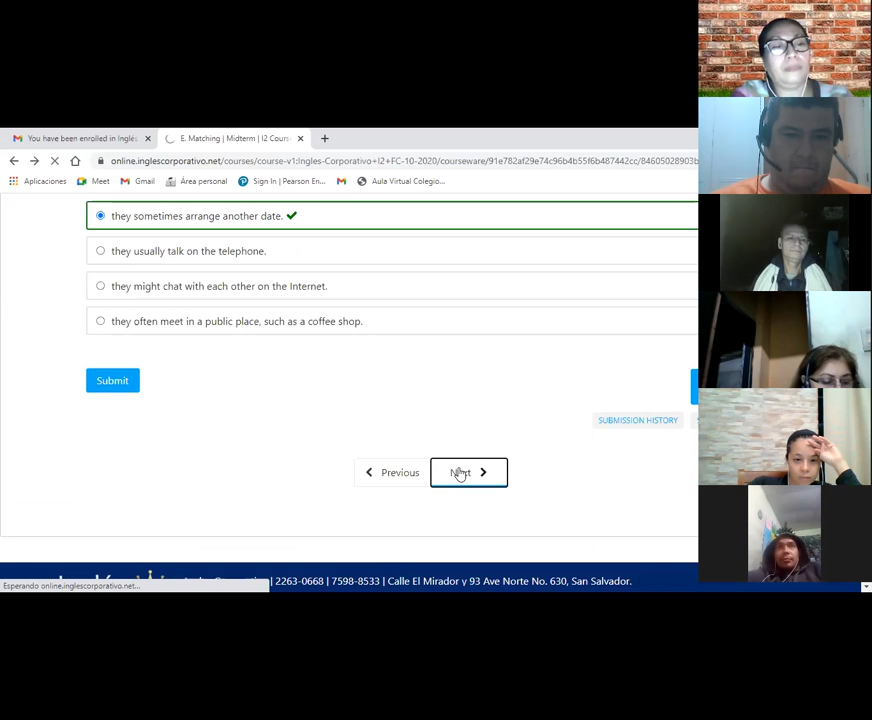 You have been enrolled in Inglés
E. Matching | Midterm | I2 Cours
online.inglescorporativo.net/courses/course-v1:Ingles-Corporativo+I2+FC-10-2020/courseware/91e782af29e74c96b4b55f6b487442cc/84605028903b
Aplicaciones
Meet
Gmail
Área personal
Sign In | Pearson En...
Aula Virtual Colegio...
they sometimes arrange another date.
they usually talk on the telephone.
they might chat with each other on the Internet.
they often meet in a public place, such as a coffee shop.
Submit
SUBMISSION HISTORY
Previous
Next
| 2263-0668 | 7598-8533 | Calle El Mirador y 93 Ave Norte No. 630, San Salvador.
Esperando online.inglescorporativo.net...